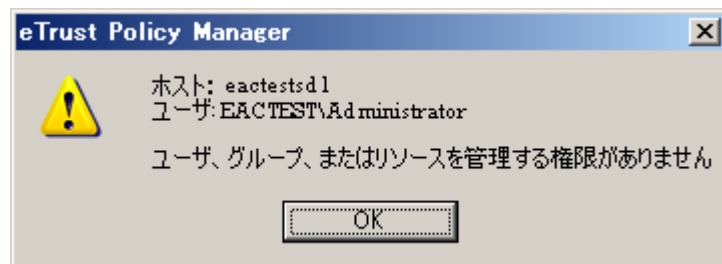 eTrust Policy Manager
ホスト: eactestsd1
ユーザ: EACTEST\Administrator
ユーザ、グループ、またはリソースを管理する権限がありません
OK